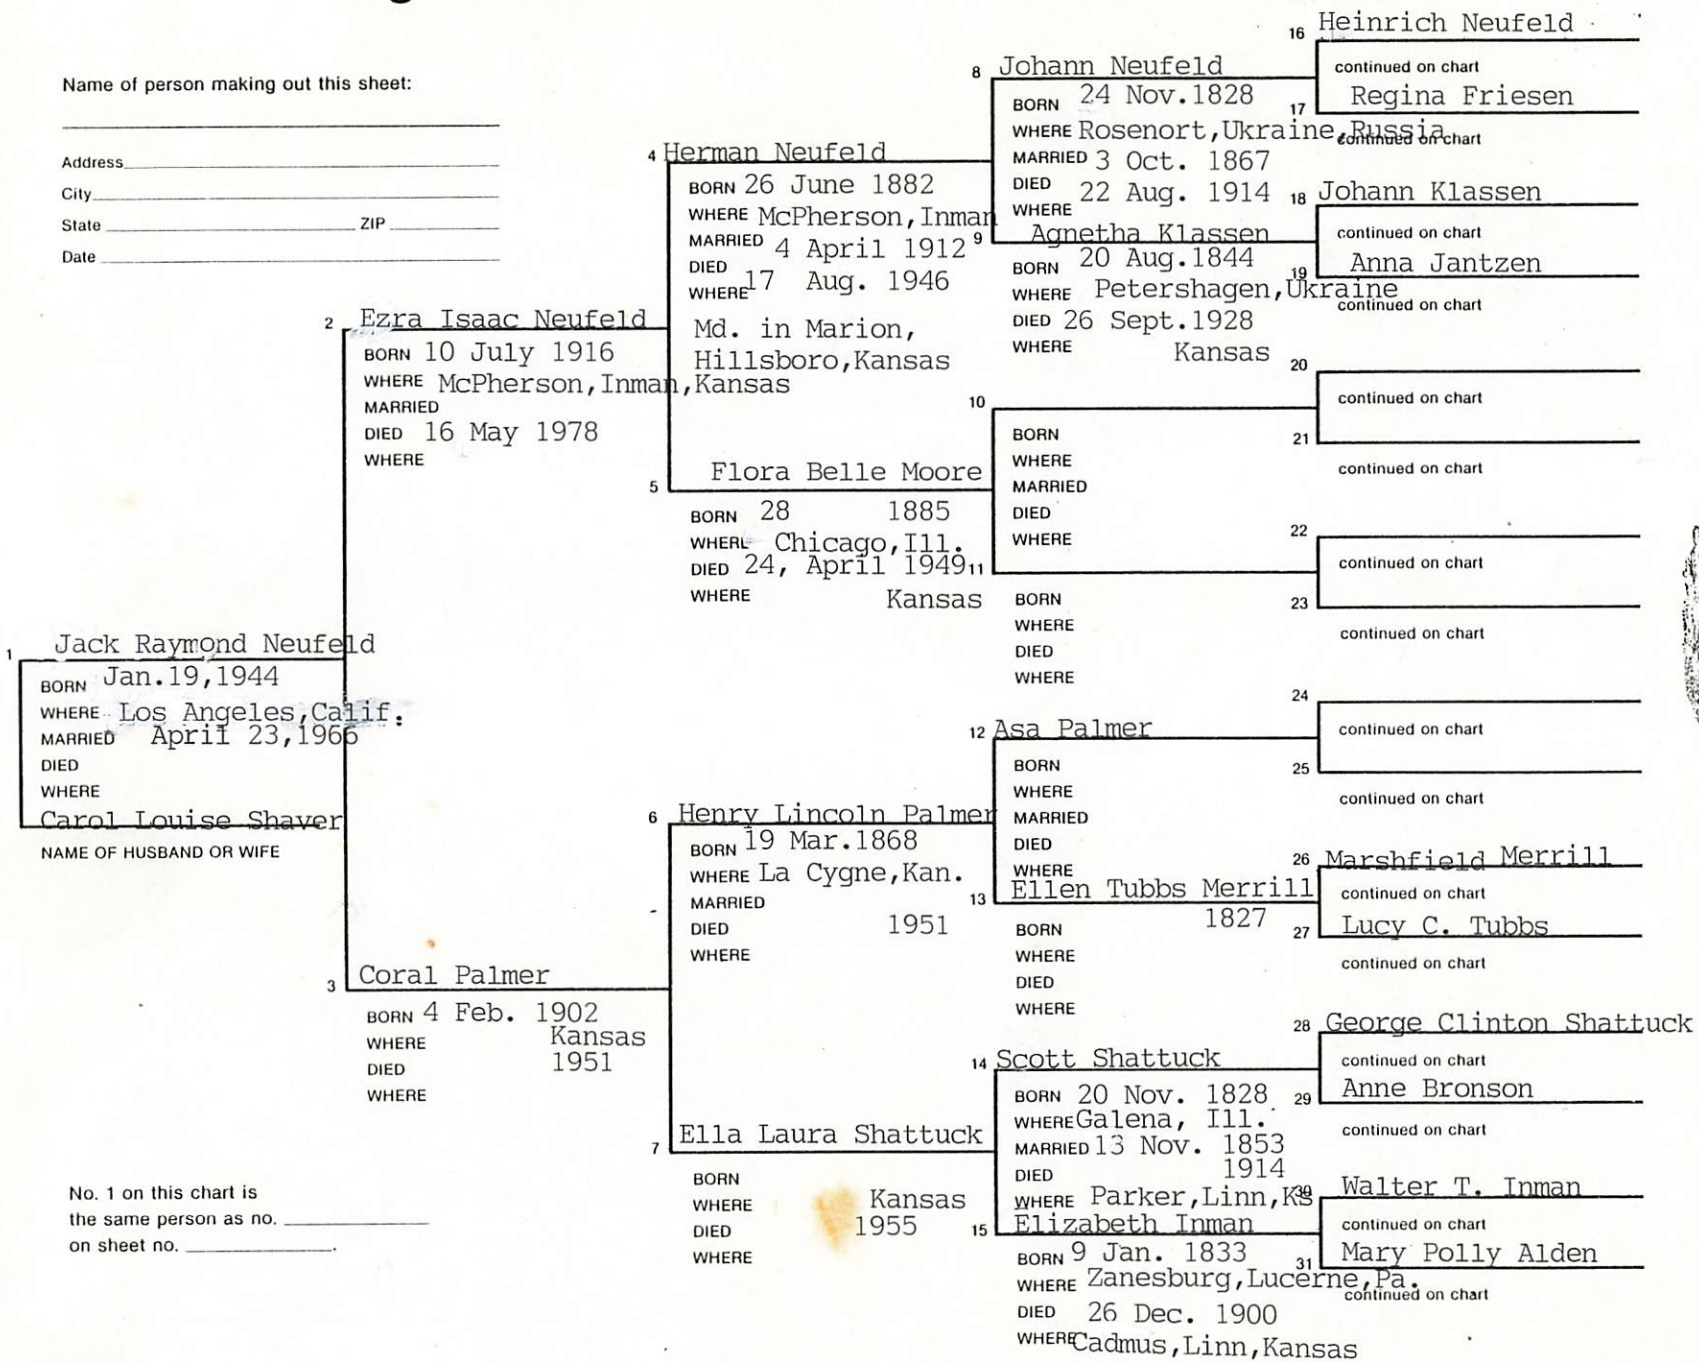 Name of person making out this sheet:
Address
City
State ZIP
Date
1 Jack Raymond Neufeld
BORN Jan.19,1944
WHERE Los Angeles,Calif.
MARRIED April 23,1966
DIED
WHERE
Carol Louise Shaver
NAME OF HUSBAND OR WIFE
No. 1 on this chart is
the same person as no.
on sheet no. .
2 Ezra Isaac Neufeld
BORN 10 July 1916
WHERE McPherson,Inman,Kansas
MARRIED
DIED 16 May 1978
WHERE
3 Coral Palmer
BORN 4 Feb. 1902
WHERE Kansas
DIED 1951
WHERE
4 Herman Neufeld
BORN 26 June 1882
WHERE McPherson,Inman
MARRIED 4 April 1912
DIED
WHERE 17 Aug. 1946
Md. in Marion,
Hillsboro,Kansas
5 Flora Belle Moore
BORN 28 1885
WHERE Chicago,Ill.
DIED 24, April 1949
WHERE Kansas
6 Henry Lincoln Palmer
BORN 19 Mar.1868
WHERE La Cygne,Kan.
MARRIED
DIED 1951
WHERE
7 Ella Laura Shattuck
BORN
WHERE Kansas
DIED 1955
WHERE
8 Johann Neufeld
BORN 24 Nov.1828
WHERE Rosenort,Ukraine,Russia
MARRIED 3 Oct. 1867
DIED 22 Aug. 1914
WHERE
9 Agnetha Klassen
BORN 20 Aug.1844
WHERE Petershagen,Ukraine
DIED 26 Sept.1928
WHERE Kansas
10
BORN
WHERE
MARRIED
DIED
WHERE
11
BORN
WHERE
DIED
WHERE
12 Asa Palmer
BORN
WHERE
MARRIED
DIED
WHERE
13 Ellen Tubbs Merrill
BORN 1827
WHERE
DIED
WHERE
14 Scott Shattuck
BORN 20 Nov. 1828
WHERE Galena, Ill.
MARRIED 13 Nov. 1853
DIED 1914
WHERE Parker,Linn,Ks
15 Elizabeth Inman
BORN 9 Jan. 1833
WHERE Zanesburg,Lucerne,Pa.
DIED 26 Dec. 1900
WHERE Cadmus,Linn,Kansas
16 Heinrich Neufeld
continued on chart
17 Regina Friesen
continued on chart
18 Johann Klassen
continued on chart
19 Anna Jantzen
continued on chart
20
continued on chart
21
continued on chart
22
continued on chart
23
continued on chart
24
continued on chart
25
continued on chart
26 Marshfield Merrill
continued on chart
27 Lucy C. Tubbs
continued on chart
28 George Clinton Shattuck
continued on chart
29 Anne Bronson
continued on chart
30 Walter T. Inman
continued on chart
31 Mary Polly Alden
continued on chart